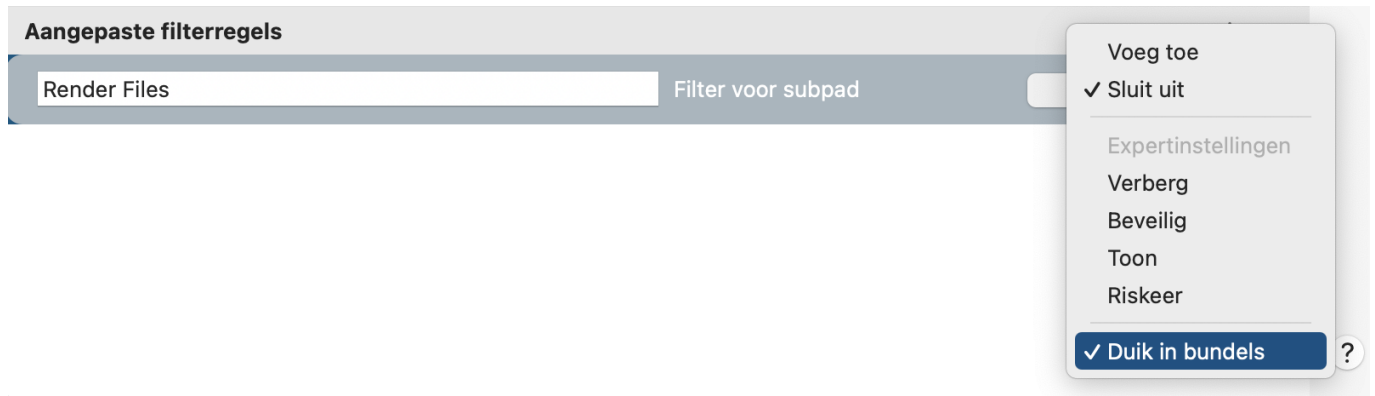 Aangepaste filterregels
Render Files
Filter voor subpad
Voeg toe
✓ Sluit uit
Expertinstellingen
Verberg
Beveilig
Toon
Riskeer
✓ Duik in bundels
?